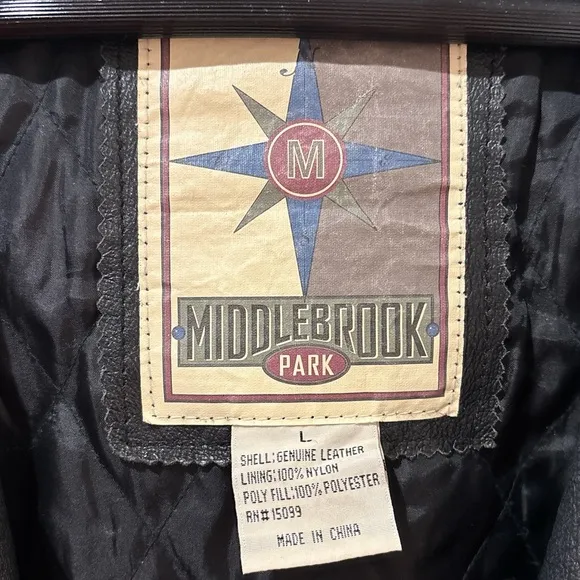 N
M
MIDDLEBROOK
PARK
L
SHELL:GENUINE LEATHER
LINING:100% NYLON
POLY FILL:100% POLYESTER
RN#15099
MADE IN CHINA